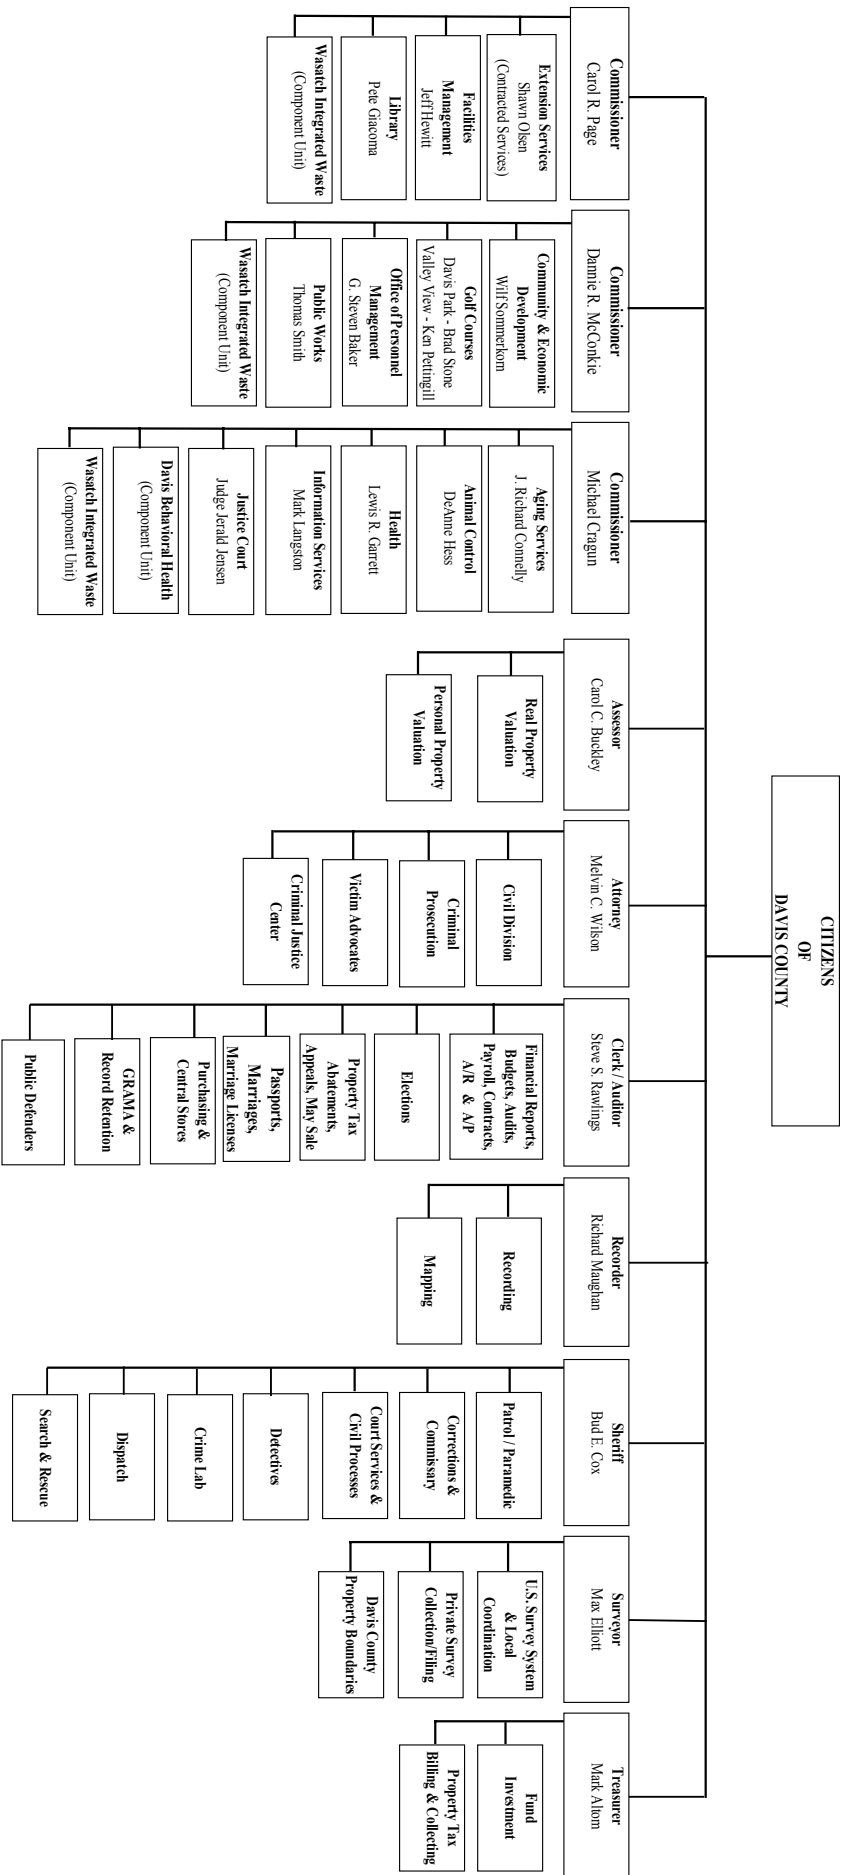 CITIZENS
OF
DAVIS COUNTY
Commissioner
Carol R. Page
Extension Services
Shawn Olsen
(Contracted Services)
Facilities
Management
Jeff Hewitt
Library
Pete Giacoma
Wasatch Integrated Waste
(Component Unit)
Commissioner
Dannie R. McConkie
Community & Economic
Development
Wilf Sommerkorn
Golf Courses
Davis Park - Brad Stone
Valley View - Ken Pettingill
Office of Personnel
Management
G. Steven Baker
Public Works
Thomas Smith
Wasatch Integrated Waste
(Component Unit)
Commissioner
Michael Cragun
Aging Services
J. Richard Connelly
Animal Control
DeAnne Hess
Health
Lewis R. Garrett
Information Services
Mark Langston
Justice Court
Judge Jerald Jensen
Davis Behavioral Health
(Component Unit)
Wasatch Integrated Waste
(Component Unit)
Assessor
Carol C. Buckley
Real Property
Valuation
Personal Property
Valuation
Attorney
Melvin C. Wilson
Civil Division
Criminal
Prosecution
Victim Advocates
Criminal Justice
Center
Clerk / Auditor
Steve S. Rawlings
Financial Reports,
Budgets, Audits,
Payroll, Contracts,
A/R & A/P
Elections
Property Tax
Abatements,
Appeals, May Sale
Passports,
Marriages,
Marriage Licenses
Purchasing &
Central Stores
GRAMA &
Record Retention
Public Defenders
Recorder
Richard Maughan
Recording
Mapping
Sheriff
Bud E. Cox
Patrol / Paramedic
Corrections &
Commissary
Court Services &
Civil Processes
Detectives
Crime Lab
Dispatch
Search & Rescue
Surveyor
Max Elliott
U.S. Survey System
& Local
Coordination
Private Survey
Collection/Filing
Davis County
Property Boundaries
Treasurer
Mark Altom
Fund
Investment
Property Tax
Billing & Collecting